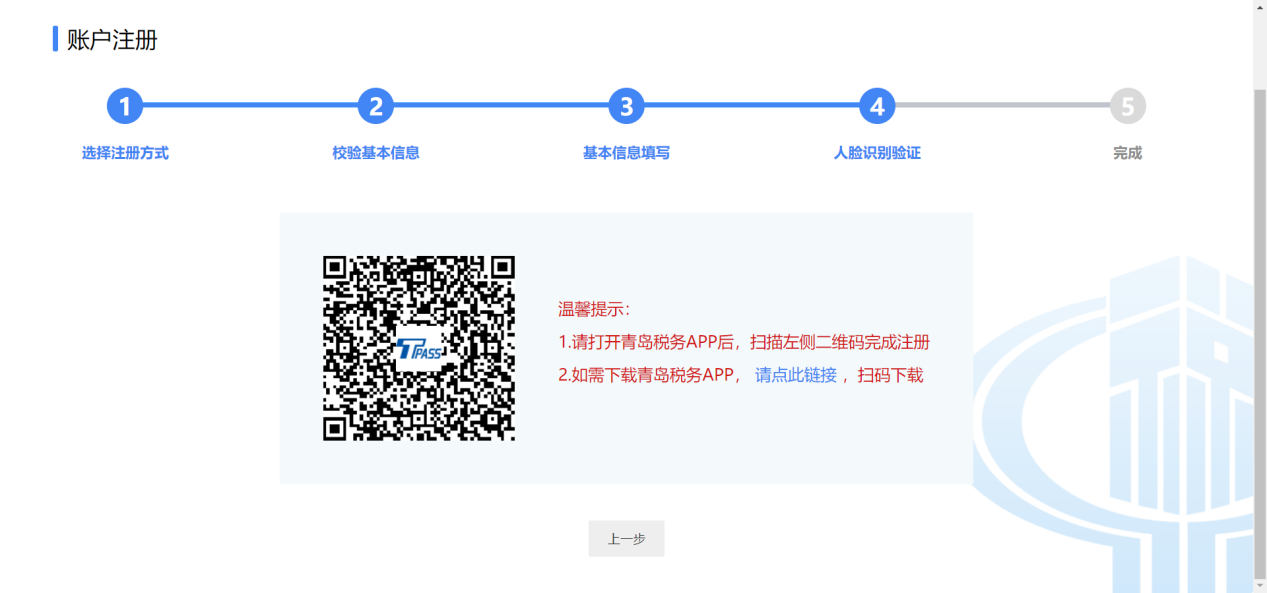 账户注册
1
2
3
4
5
选择注册方式
校验基本信息
基本信息填写
人脸识别验证
完成
TPASS
温馨提示：
1.请打开青岛税务APP后，扫描左侧二维码完成注册
2.如需下载青岛税务APP， 请点此链接 ，扫码下载
上一步